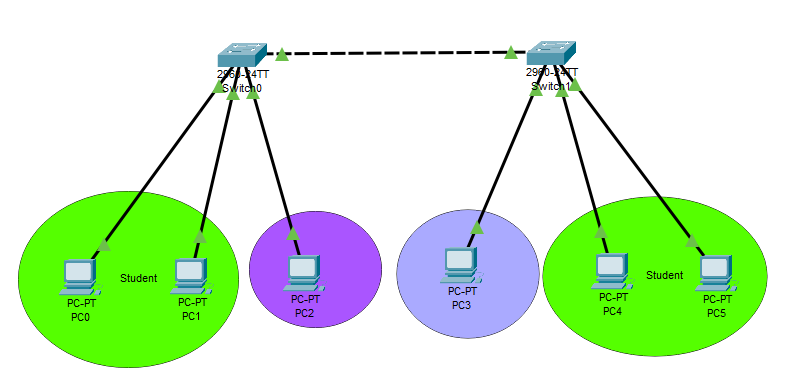 2960-24TT
Switch0
2960-24TT
Switch1
Student
PC-PT
PC0
PC-PT
PC1
PC-PT
PC2
PC-PT
PC3
Student
PC-PT
PC4
PC-PT
PC5